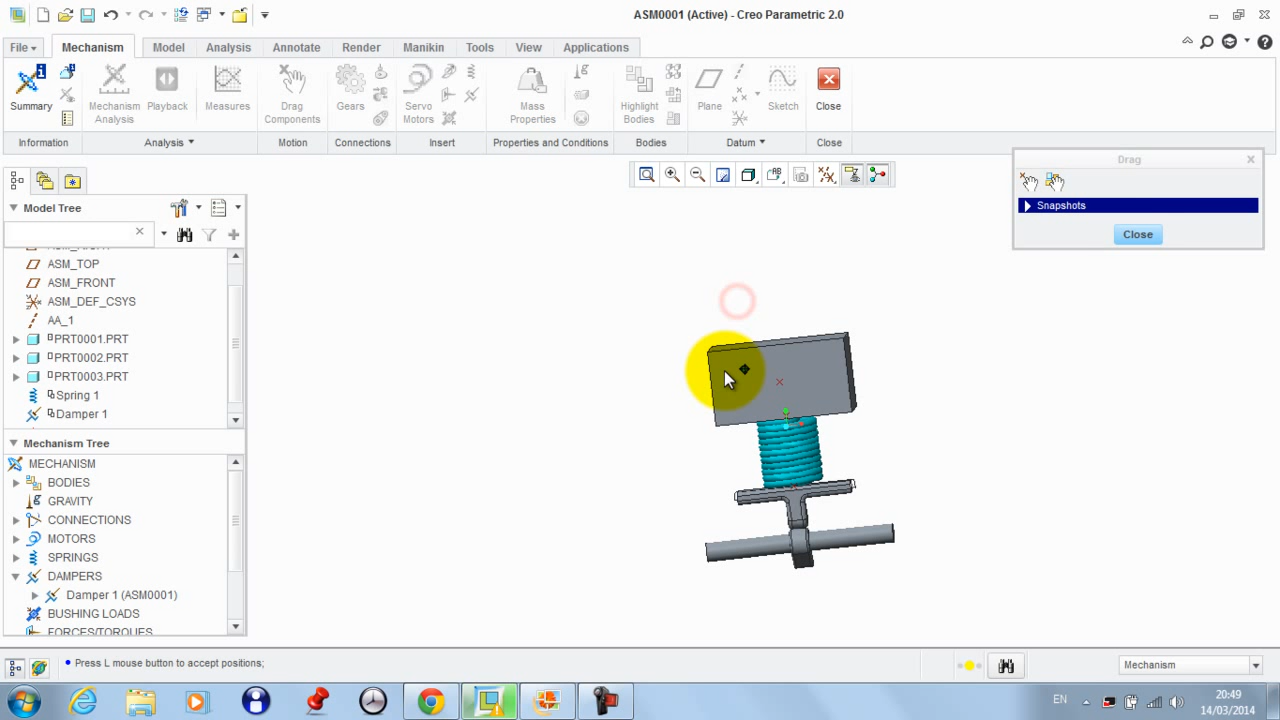 ASM0001 (Active) - Creo Parametric 2.0
File Mechanism Model Analysis Annotate Render Manikin Tools View Applications
Summary Mechanism Analysis Playback Measures Drag Components Gears Servo Motors Mass Properties Highlight Bodies Plane Sketch Close
Information Analysis Motion Connections Insert Properties and Conditions Bodies Datum Close
Drag
Snapshots
Close
Model Tree
ASM_TOP
ASM_FRONT
ASM_DEF_CSYS
AA_1
PRT0001.PRT
PRT0002.PRT
PRT0003.PRT
Spring 1
Damper 1
Mechanism Tree
MECHANISM
BODIES
GRAVITY
CONNECTIONS
MOTORS
SPRINGS
DAMPERS
Damper 1 (ASM0001)
BUSHING LOADS
FORCES/TORQUES
Press L mouse button to accept positions;
Mechanism
EN
20:49
14/03/2014